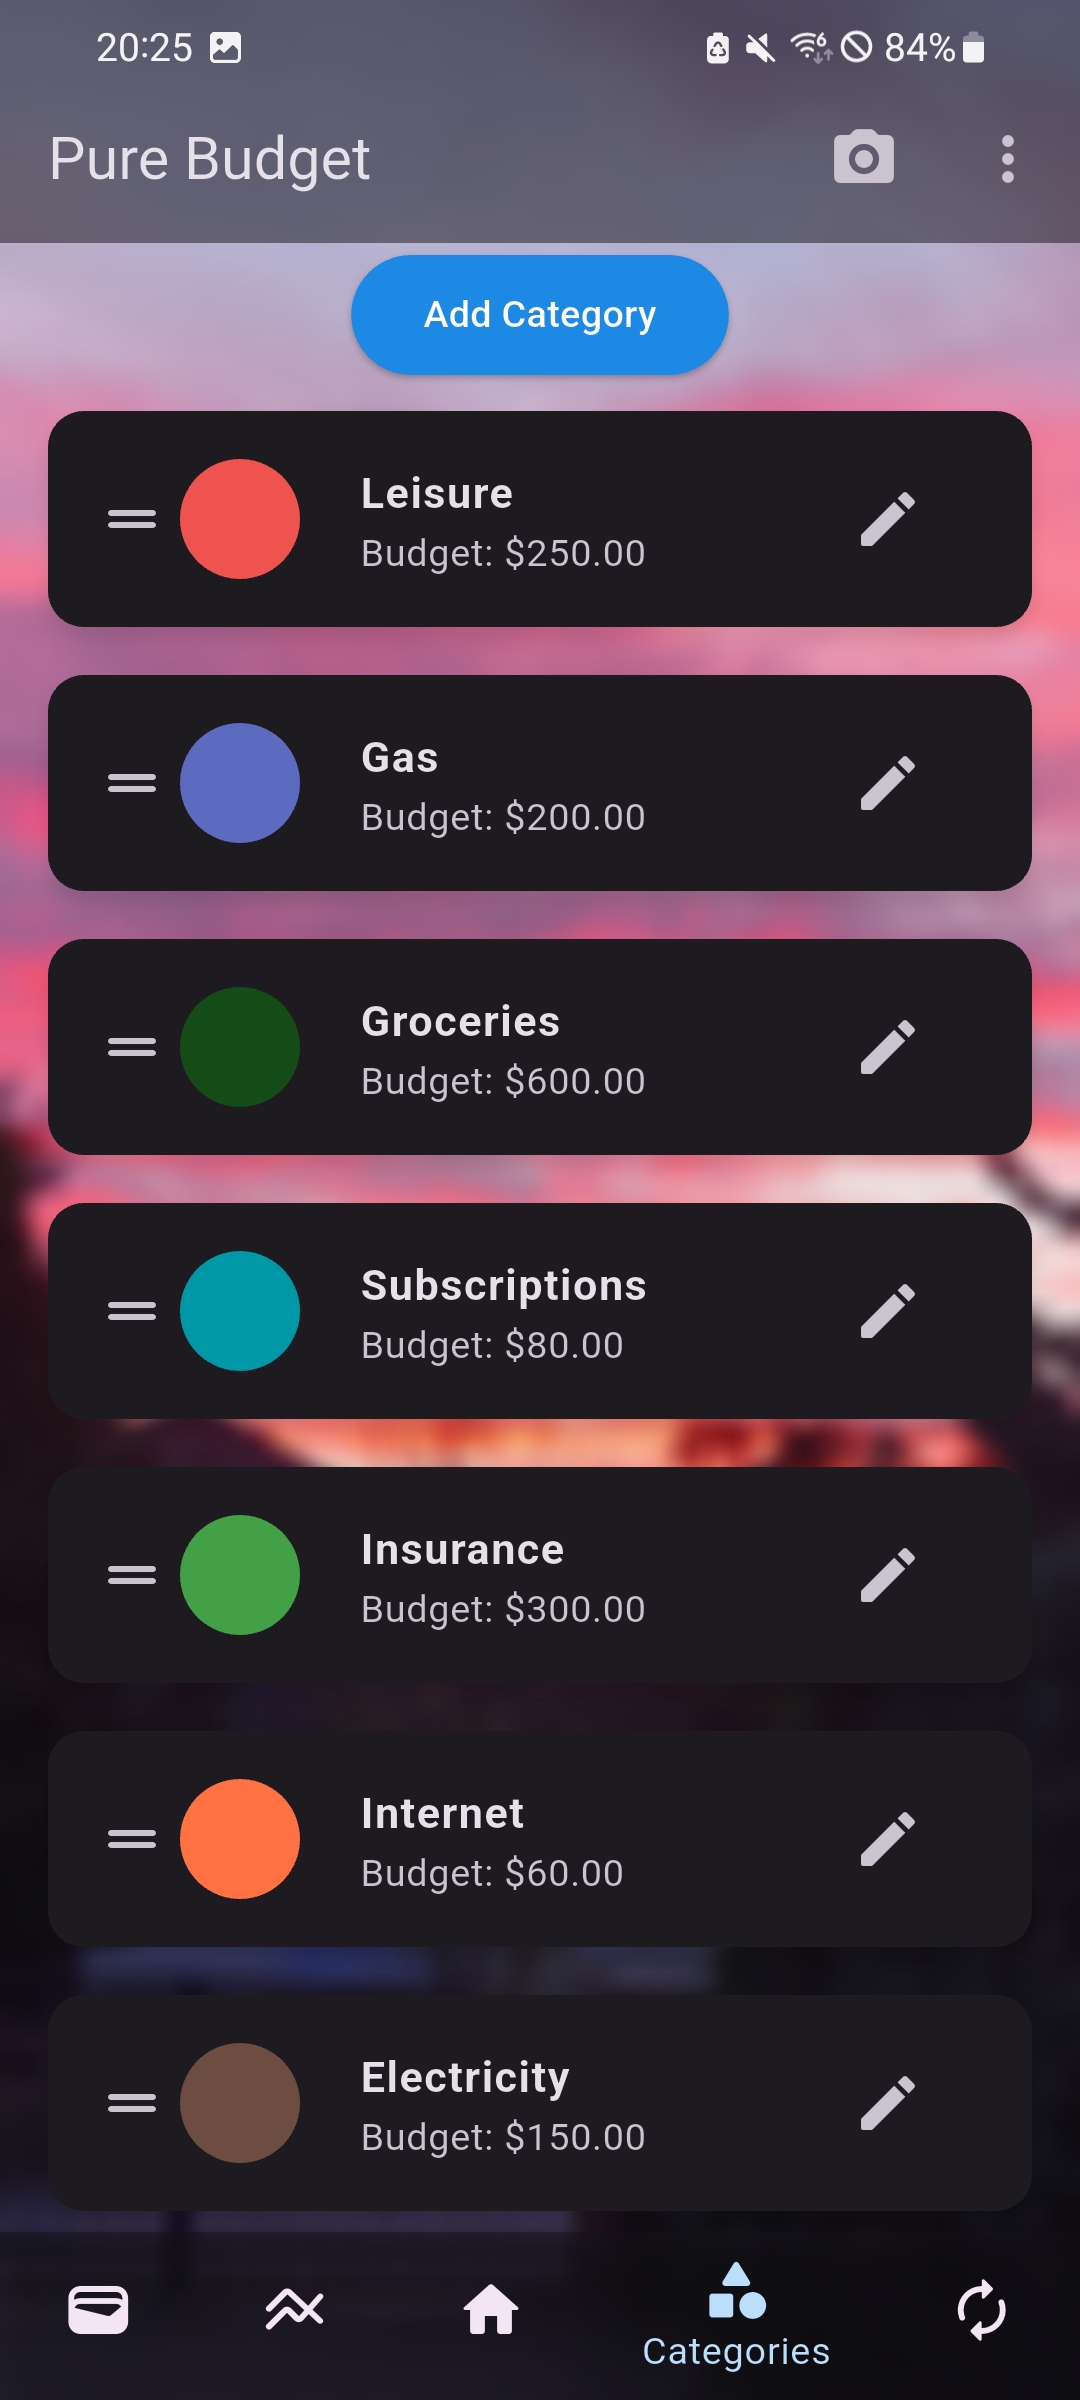 20:25
6
84%
Pure Budget
Add Category
Leisure
Budget: $250.00
Gas
Budget: $200.00
Groceries
Budget: $600.00
Subscriptions
Budget: $80.00
Insurance
Budget: $300.00
Internet
Budget: $60.00
Electricity
Budget: $150.00
Categories